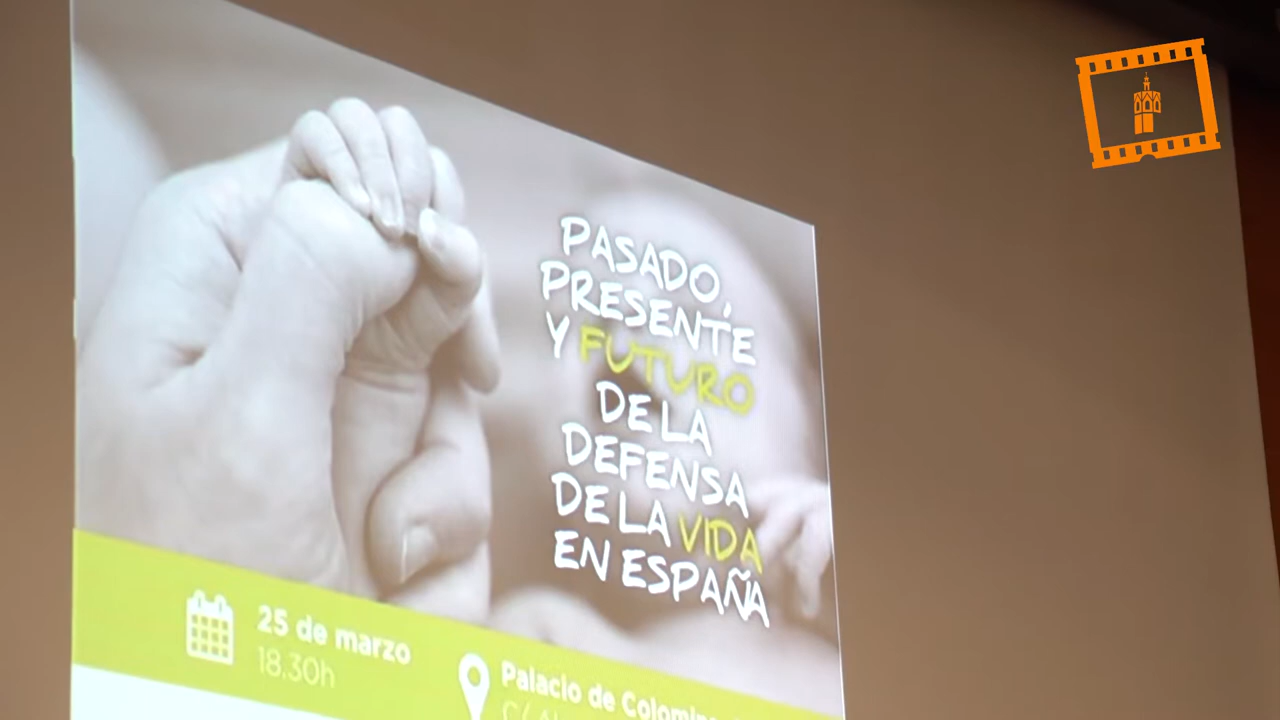 PASADO,
PRESENTE
Y FUTURO
DE LA
DEFENSA
DE LA VIDA
EN ESPAÑA
25 de marzo
18.30h
Palacio de
C/